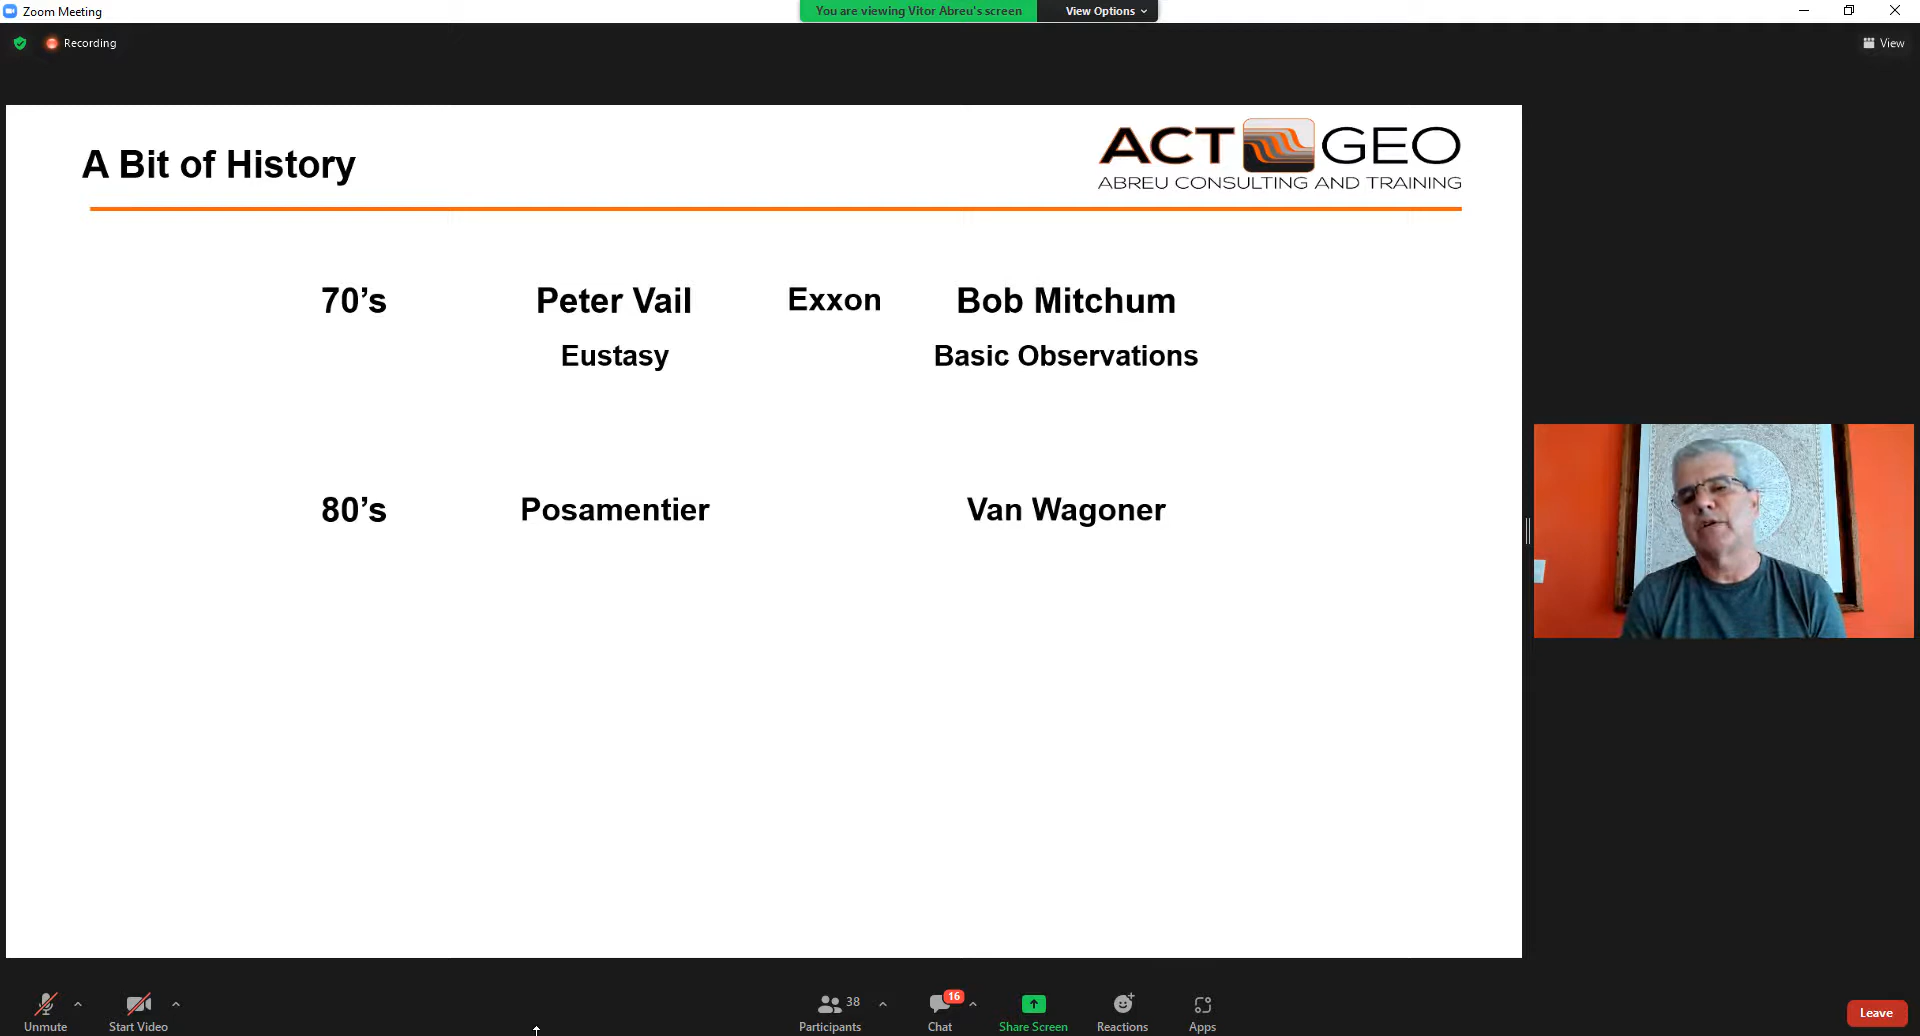 Zoom Meeting
You are viewing Vitor Abreu's screen
View Options
Recording
View
A Bit of History
ACT GEO
ABREU CONSULTING AND TRAINING
70’s Peter Vail Exxon Bob Mitchum
Eustasy Basic Observations
80’s Posamentier Van Wagoner
Unmute
Start Video
38
Participants
16
Chat
Share Screen
Reactions
Apps
Leave